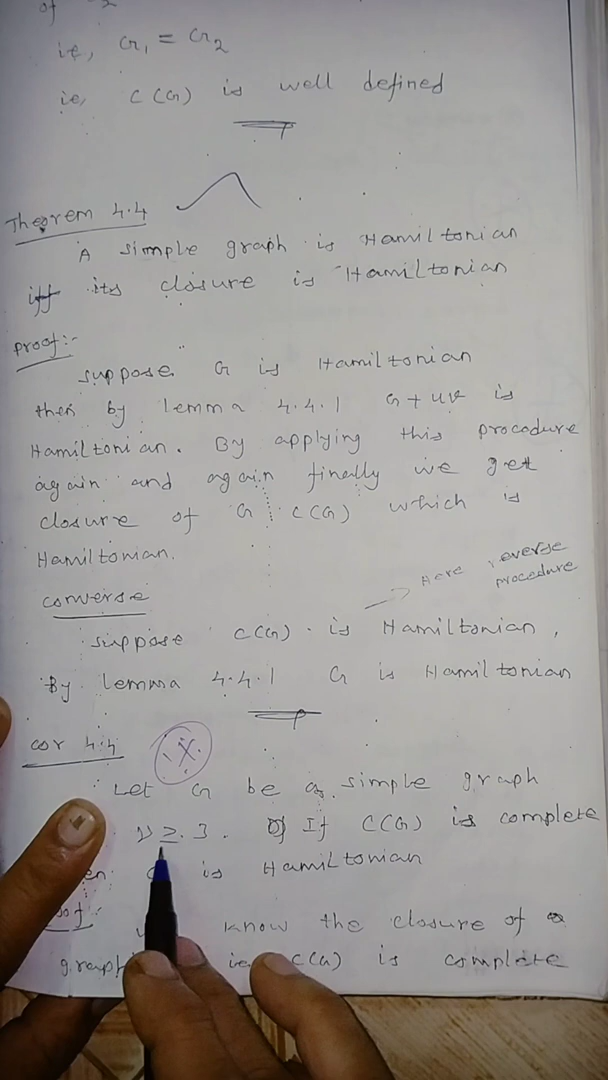 of 2
ie, G1 = G2
ie, C(G) is well defined
Theorem 4.4
A simple graph is Hamiltonian
iff its closure is Hamiltonian
proof:-
suppose G is Hamiltonian
then by lemma 4.4.1 G + uv is
Hamiltonian. By applying this procedure
again and again finally we get
closure of G C(G) which is
Hamiltonian.
converse
→ Here reverse procedure
suppose C(G) is Hamiltonian,
By lemma 4.4.1 G is Hamiltonian
cor 4.4
Let G be a simple graph
ν ≥ 3. If C(G) is complete
is Hamiltonian
know the closure of a
graph ie C(G) is complete